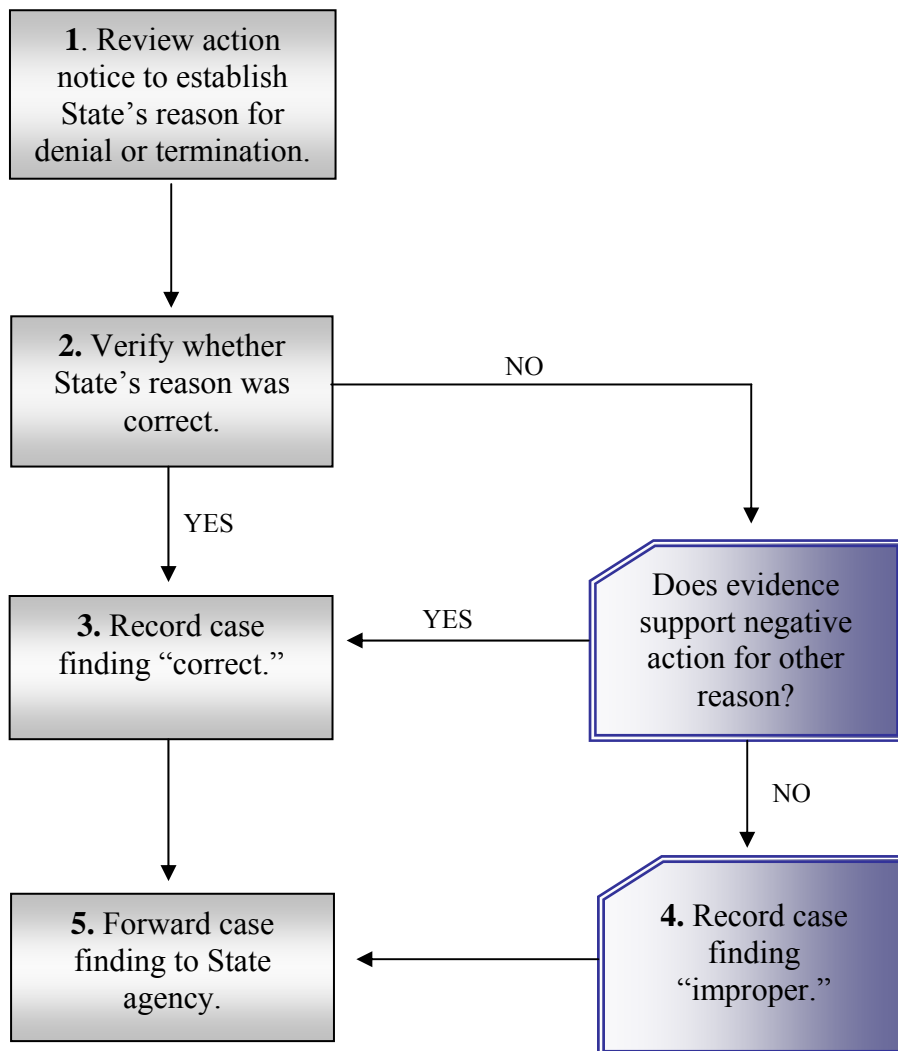 1. Review action
notice to establish
State’s reason for
denial or termination.
2. Verify whether
State’s reason was
correct.
NO
YES
Does evidence
support negative
action for other
reason?
YES
3. Record case
finding “correct.”
NO
4. Record case
finding
“improper.”
5. Forward case
finding to State
agency.